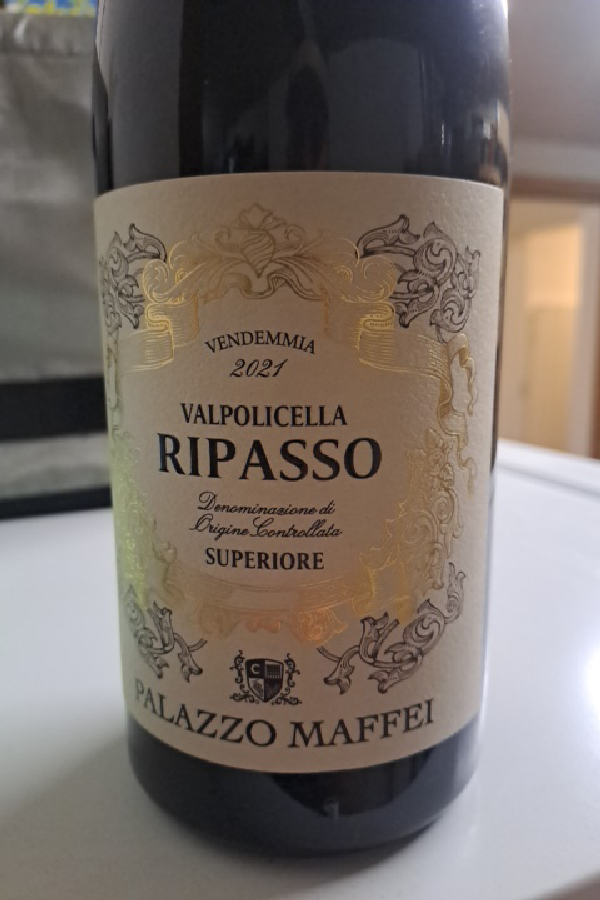 VENDEMMIA
2021
VALPOLICELLA
RIPASSO
Denominazione di
Origine Controllata
SUPERIORE
C
PALAZZO MAFFEI